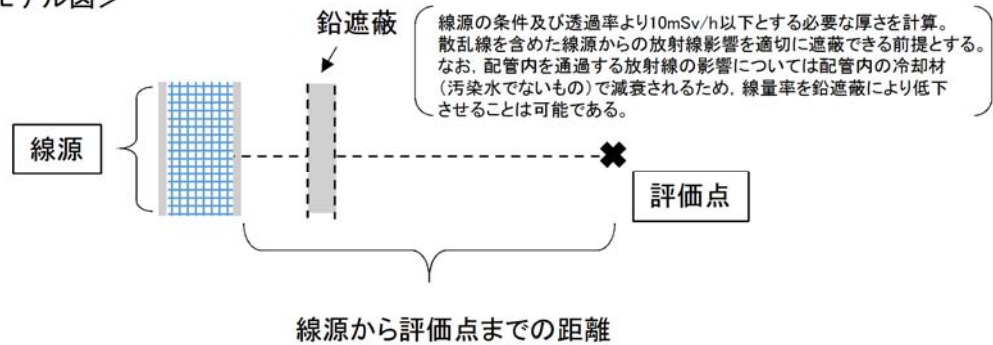 モデル図>
鉛遮蔽
線源の条件及び透過率より10mSv/h以下とする必要な厚さを計算。
散乱線を含めた線源からの放射線影響を適切に遮蔽できる前提とする。
なお,配管内を通過する放射線の影響については配管内の冷却材
(汚染水でないもの)で減衰されるため,線量率を鉛遮蔽により低下
させることは可能である。
線源
評価点
線源から評価点までの距離